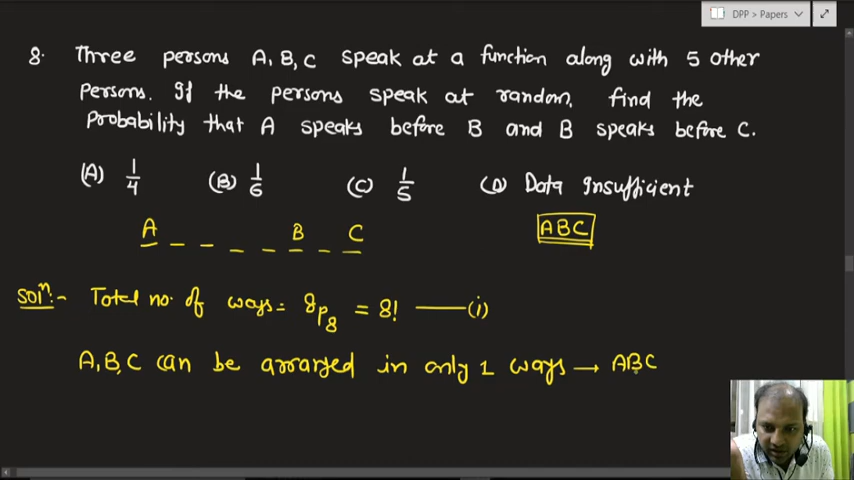 DPP > Papers
8. Three persons A, B, C speak at a function along with 5 other
persons. If the persons speak at random, find the
Probability that A speaks before B and B speaks before C.
(A) 1/4 (B) 1/6 (C) 1/5 (D) Data Insufficient
A _ _ _ _ B _ C
ABC
Solⁿ:- Total no. of ways = 8P8 = 8! —— (i)
A, B, C can be arranged in only 1 ways → ABC